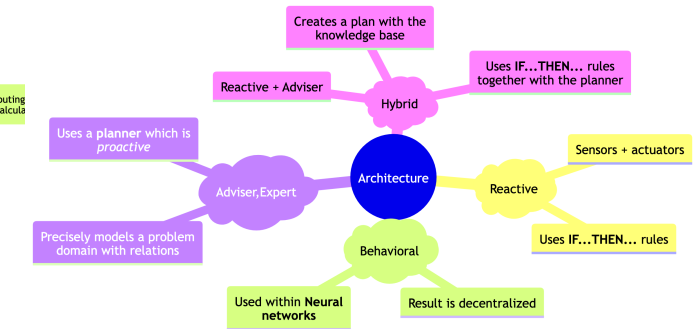 Creates a plan with the
knowledge base
Uses IF...THEN... rules
together with the planner
Reactive + Adviser
Hybrid
Uses a planner which is
proactive
Sensors + actuators
Architecture
Adviser,Expert
Reactive
Precisely models a problem
domain with relations
Uses IF...THEN... rules
Behavioral
Used within Neural
networks
Result is decentralized